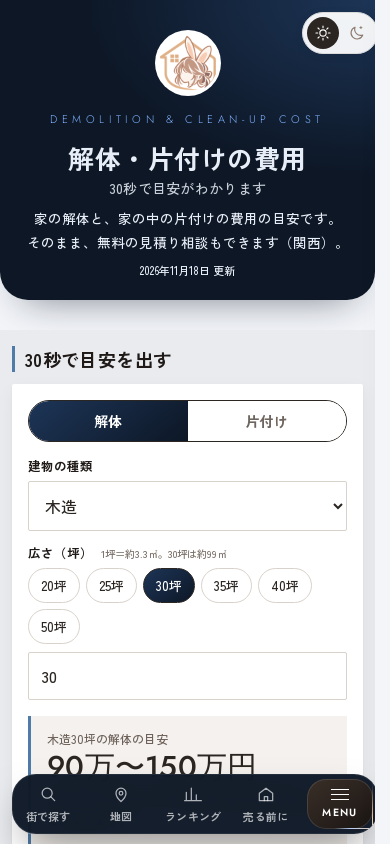 DEMOLITION & CLEAN-UP COST
解体・片付けの費用
30秒で目安がわかります
家の解体と、家の中の片付けの費用の目安です。
そのまま、無料の見積り相談もできます（関西）。
2026年11月18日 更新
30秒で目安を出す
解体 片付け
建物の種類
木造
広さ（坪） 1坪＝約3.3㎡。30坪は約99㎡
20坪 25坪 30坪 35坪 40坪
50坪
30
木造30坪の解体の目安
90万〜150万円
街で探す 地図 ランキング 売る前に MENU